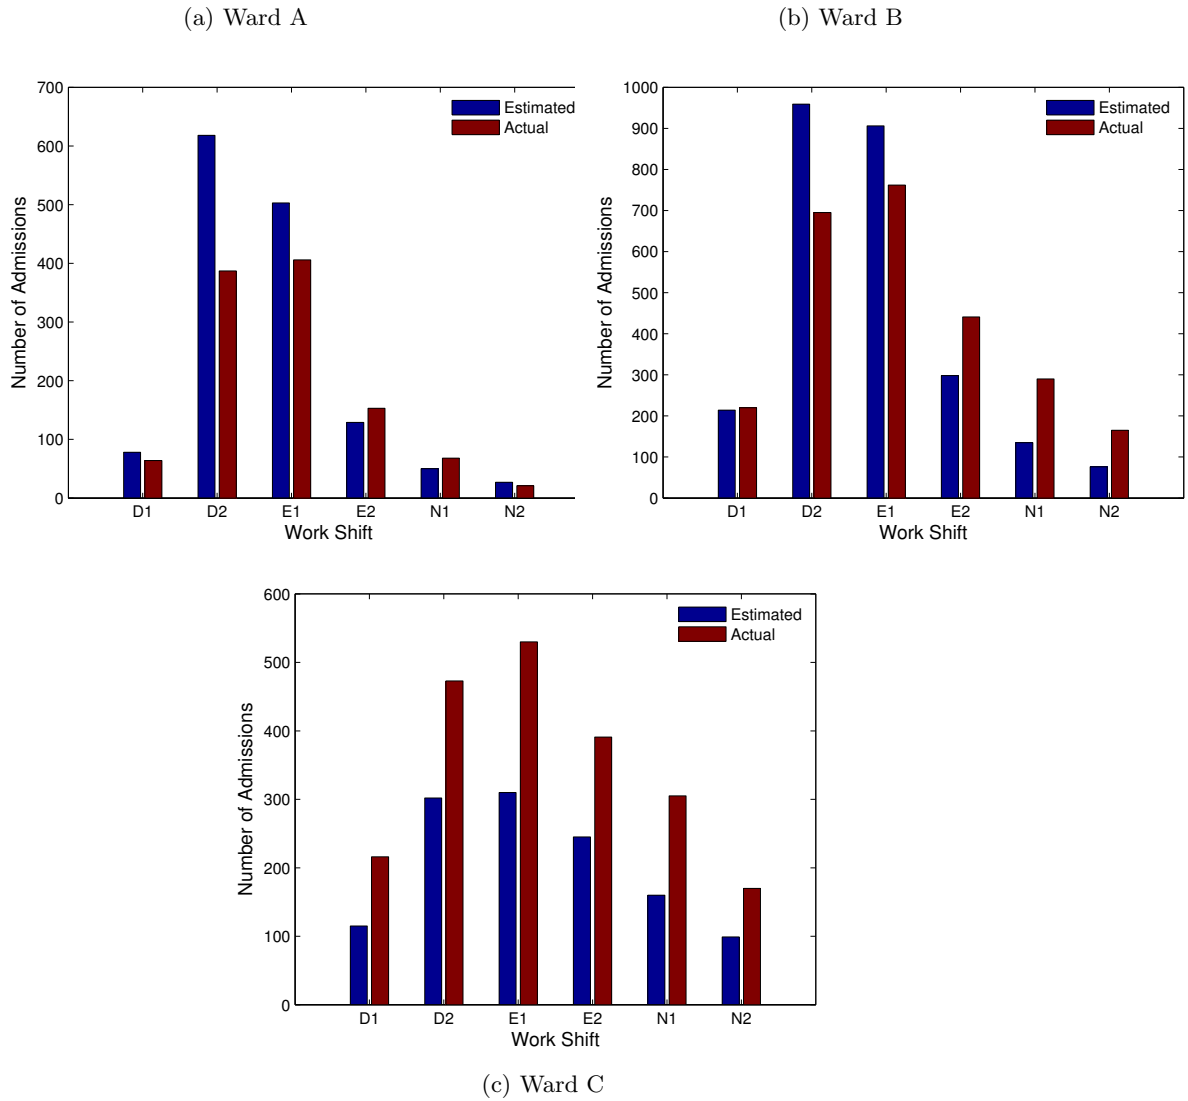 (a) Ward A
(b) Ward B
700
600
500
400
300
200
100
0
Number of Admissions
Estimated
Actual
D1 D2 E1 E2 N1 N2
Work Shift
1000
900
800
700
600
500
400
300
200
100
0
Number of Admissions
Estimated
Actual
D1 D2 E1 E2 N1 N2
Work Shift
600
500
400
300
200
100
0
Number of Admissions
Estimated
Actual
D1 D2 E1 E2 N1 N2
Work Shift
(c) Ward C